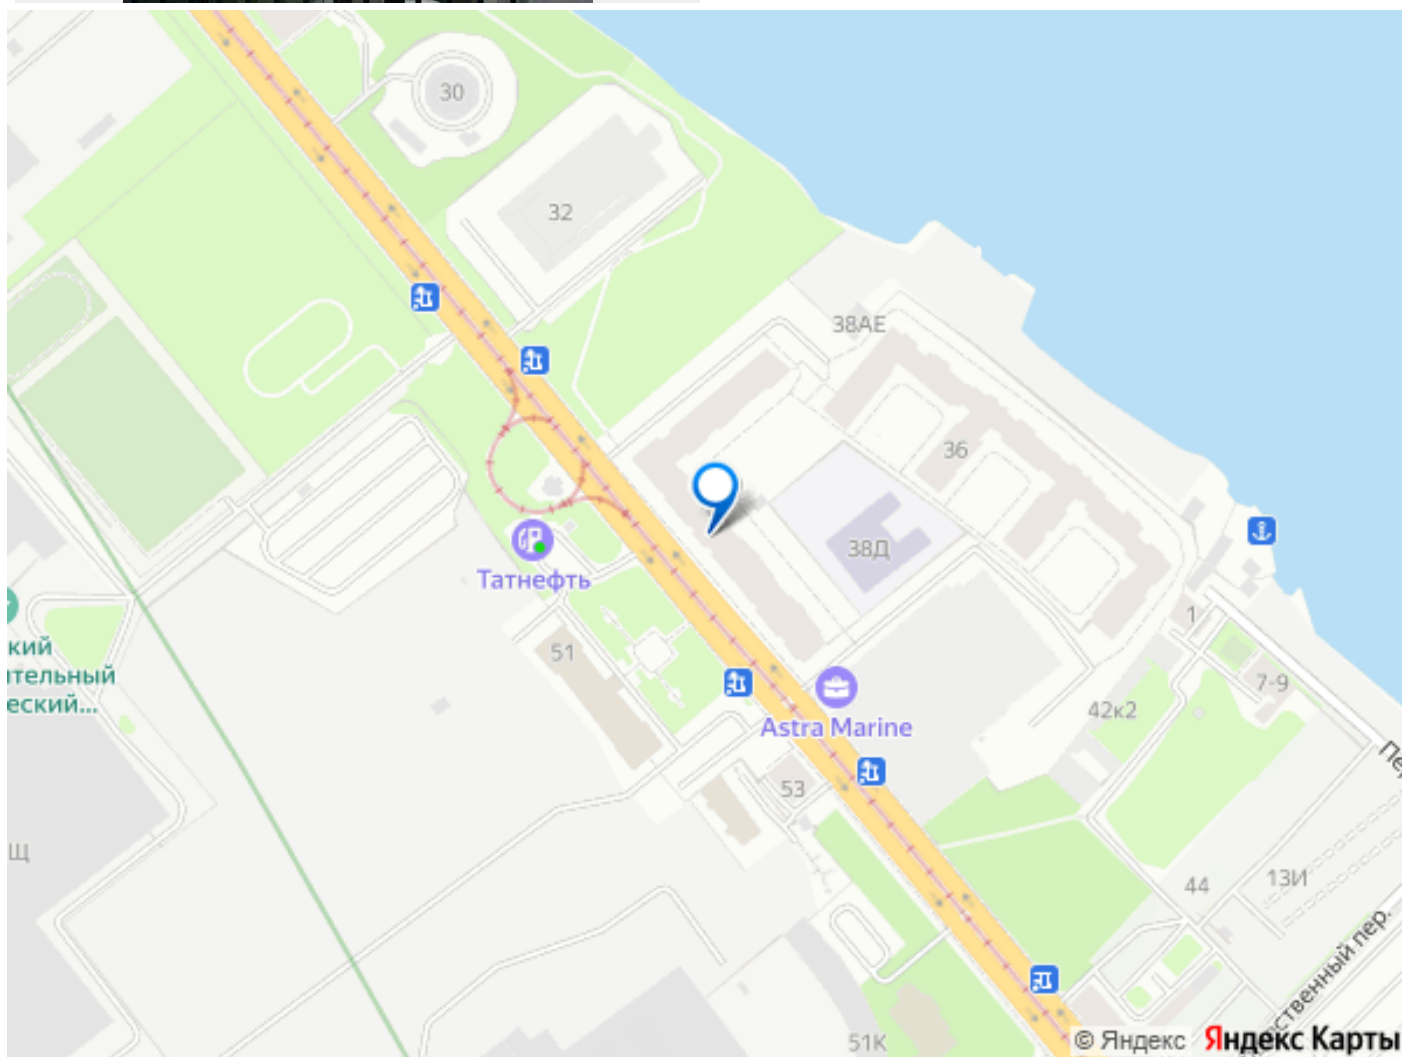 30
32
38АЕ
36
38Д
Татнефть
1
кий
тельный
еский...
51
7-9
42к2
Astra Marine
53
Щ
44
13И
51К
ственный пер.
© Яндекс Яндекс Карты